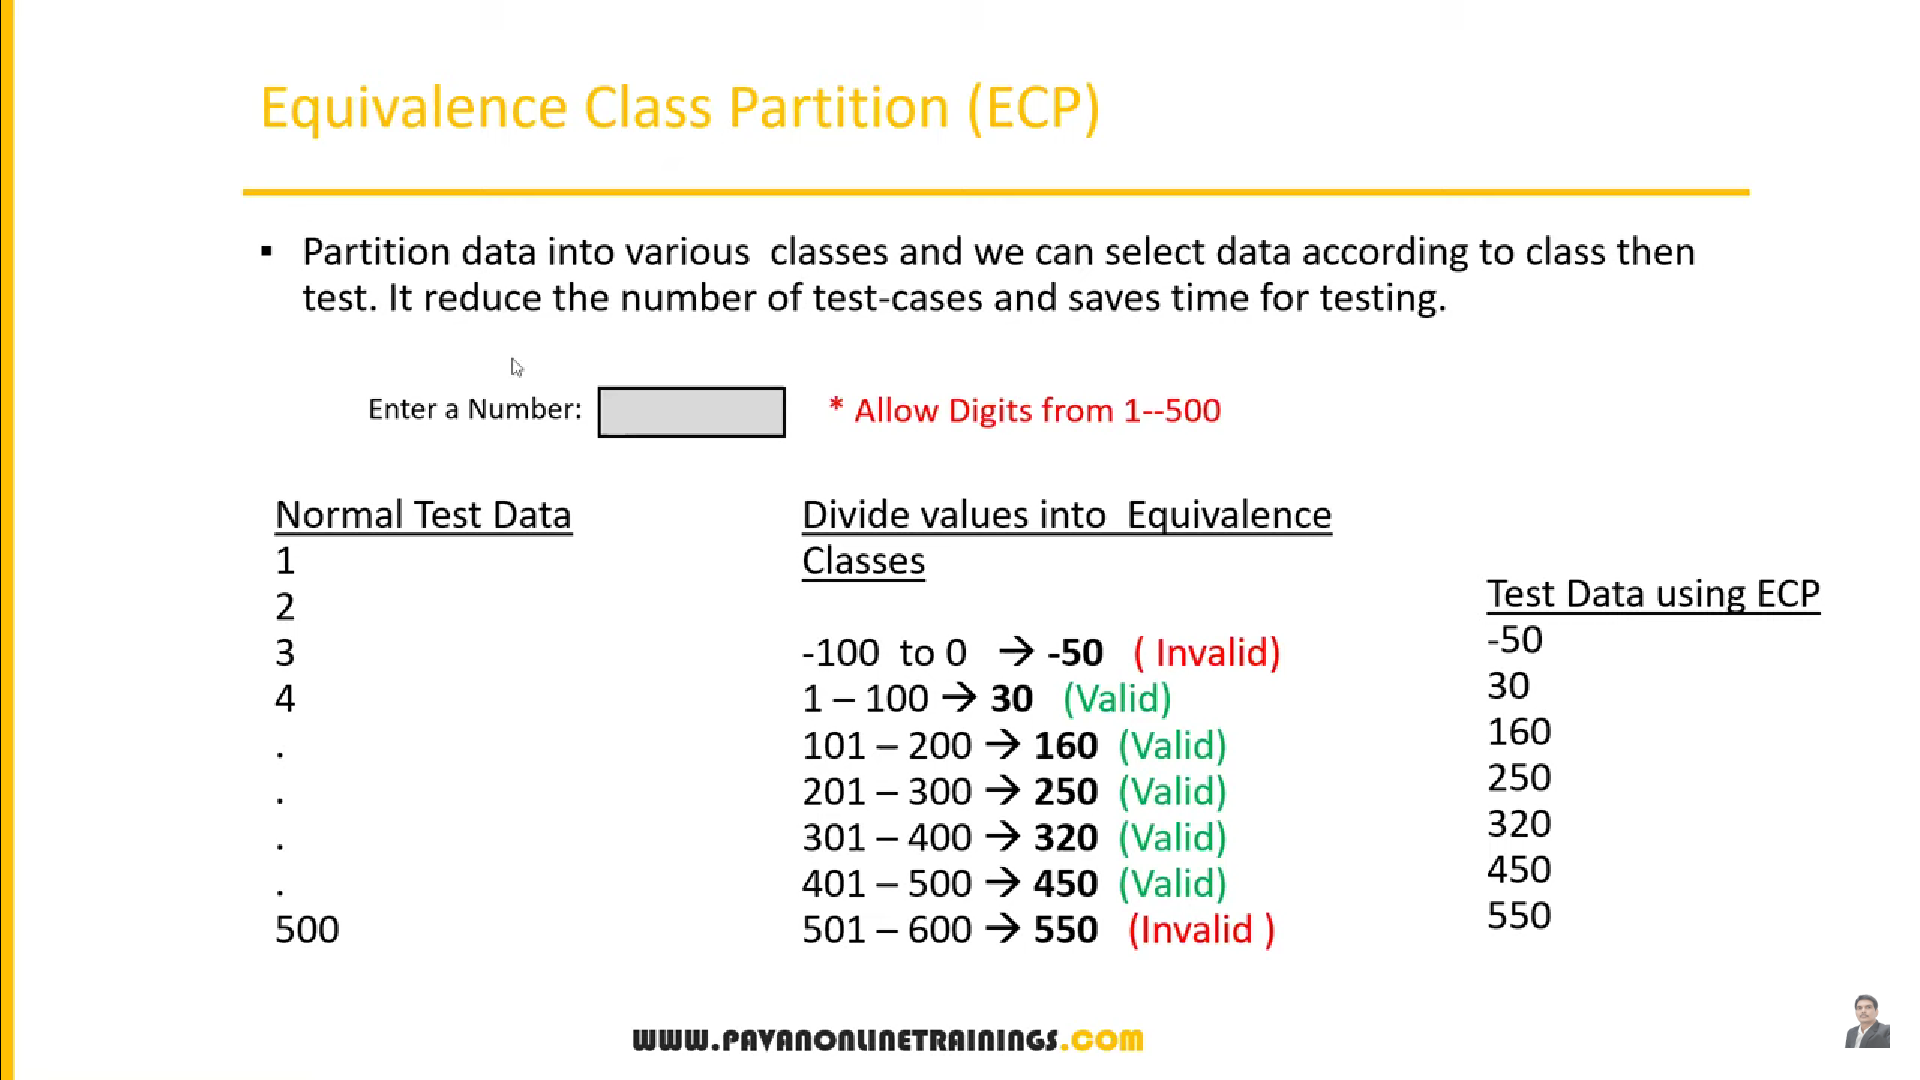 Equivalence Class Partition (ECP)
▪ Partition data into various classes and we can select data according to class then
test. It reduce the number of test-cases and saves time for testing.
Enter a Number:
* Allow Digits from 1--500
Normal Test Data
1
2
3
4
.
.
.
.
500
Divide values into Equivalence
Classes
-100 to 0 → -50 ( Invalid)
1 – 100 → 30 (Valid)
101 – 200 → 160 (Valid)
201 – 300 → 250 (Valid)
301 – 400 → 320 (Valid)
401 – 500 → 450 (Valid)
501 – 600 → 550 (Invalid )
Test Data using ECP
-50
30
160
250
320
450
550
WWW.PAVANONLINETRAININGS.COM